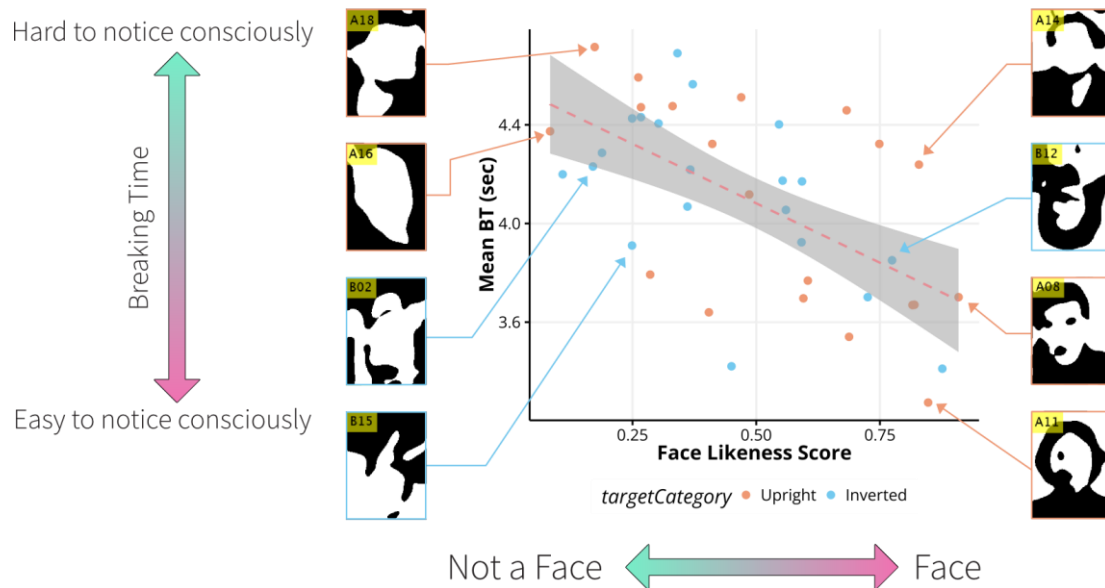 Hard to notice consciously
Breaking Time
Easy to notice consciously
A18
A16
B02
B15
Mean BT (sec)
4.4
4.0
3.6
0.25
0.50
0.75
Face Likeness Score
targetCategory Upright Inverted
A14
B12
A08
A11
Not a Face
Face